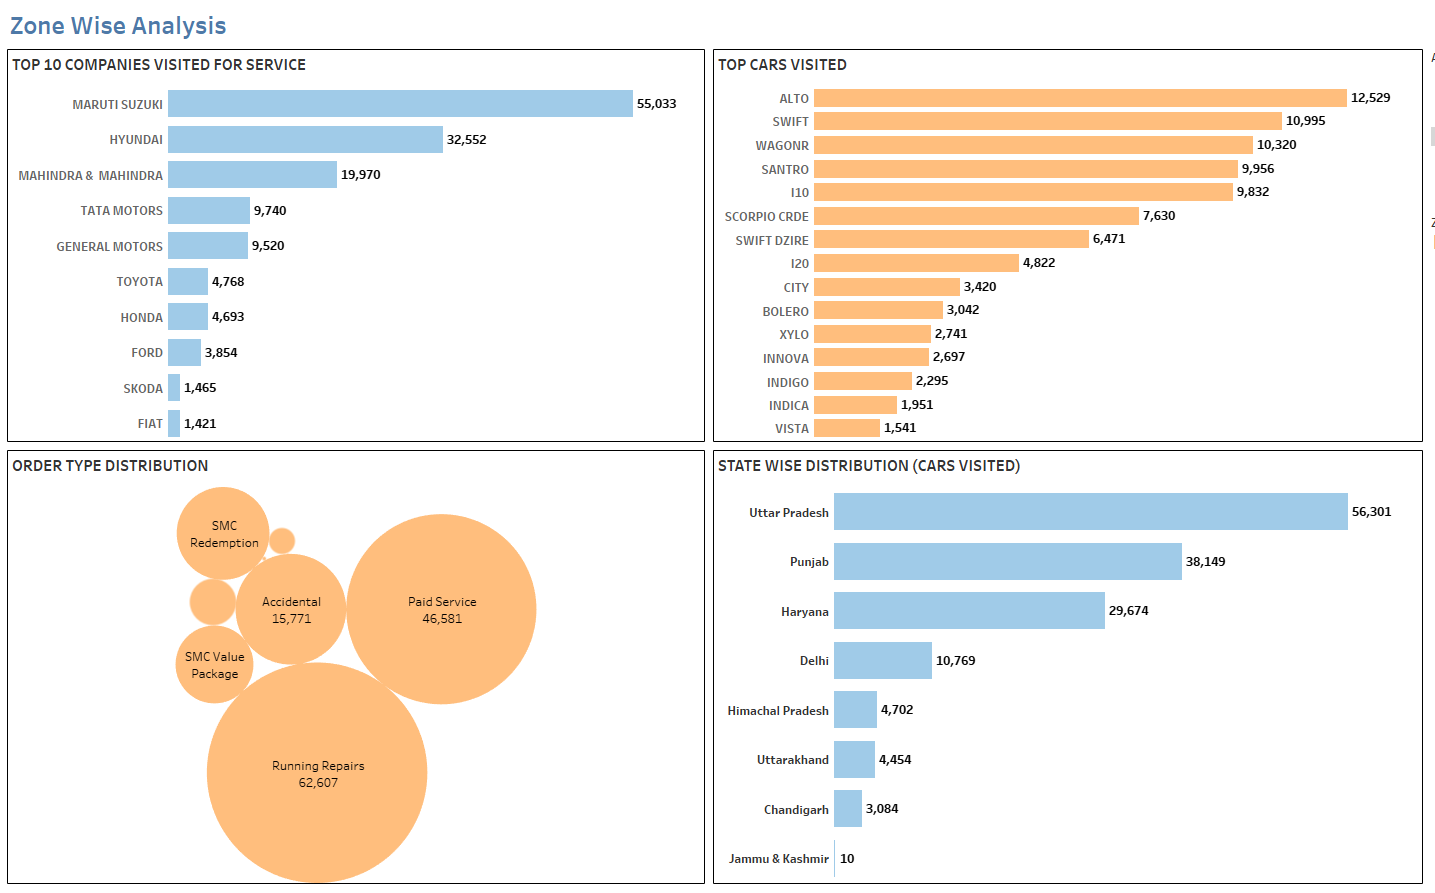 Zone Wise Analysis
TOP 10 COMPANIES VISITED FOR SERVICE
MARUTI SUZUKI 55,033
HYUNDAI 32,552
MAHINDRA & MAHINDRA 19,970
TATA MOTORS 9,740
GENERAL MOTORS 9,520
TOYOTA 4,768
HONDA 4,693
FORD 3,854
SKODA 1,465
FIAT 1,421
TOP CARS VISITED
ALTO 12,529
SWIFT 10,995
WAGONR 10,320
SANTRO 9,956
I10 9,832
SCORPIO CRDE 7,630
SWIFT DZIRE 6,471
I20 4,822
CITY 3,420
BOLERO 3,042
XYLO 2,741
INNOVA 2,697
INDIGO 2,295
INDICA 1,951
VISTA 1,541
ORDER TYPE DISTRIBUTION
SMC
Redemption
Accidental
15,771
Paid Service
46,581
SMC Value
Package
Running Repairs
62,607
STATE WISE DISTRIBUTION (CARS VISITED)
Uttar Pradesh 56,301
Punjab 38,149
Haryana 29,674
Delhi 10,769
Himachal Pradesh 4,702
Uttarakhand 4,454
Chandigarh 3,084
Jammu & Kashmir 10